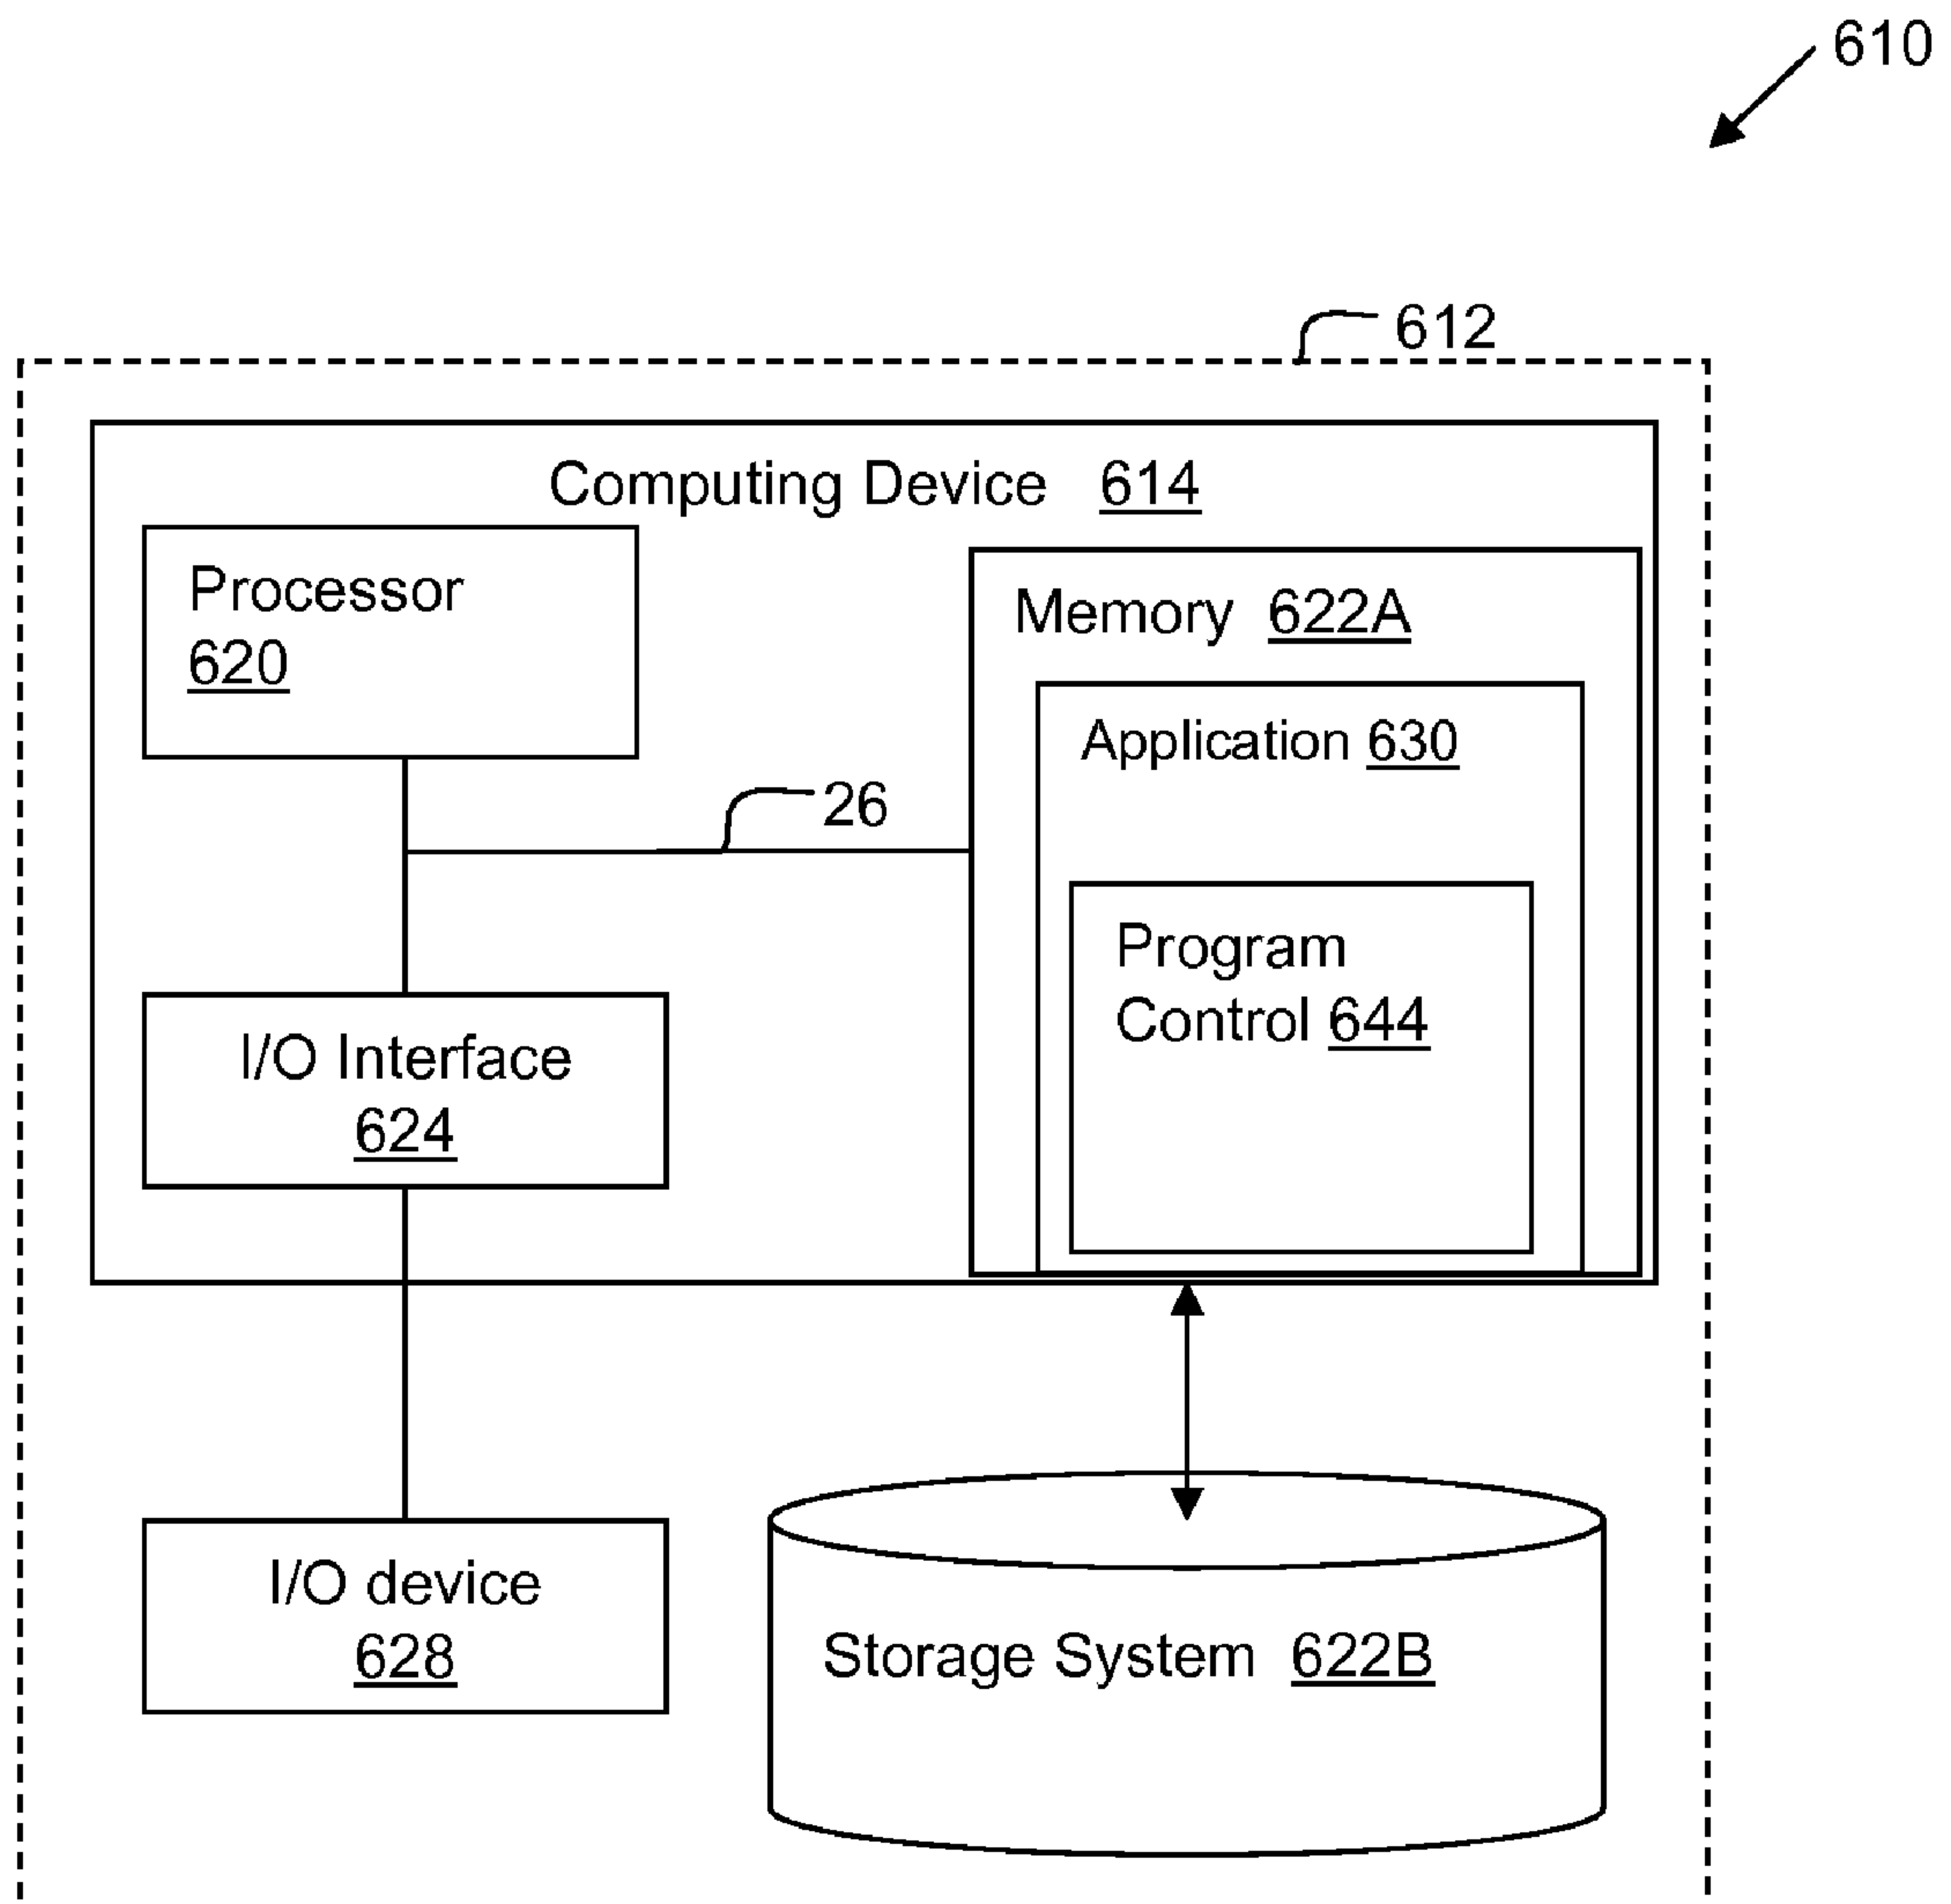 610
612
Computing Device 614
Processor
620
Memory 622A
Application 630
26
Program
Control 644
I/O Interface
624
I/O device
628
Storage System 622B